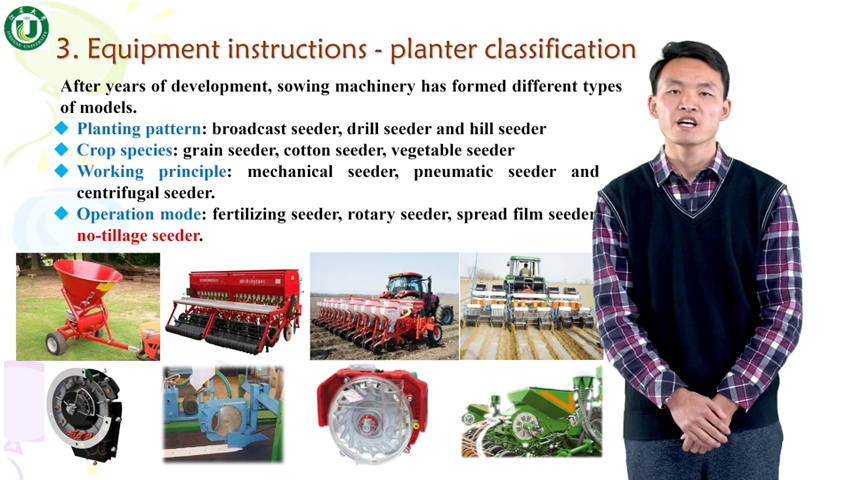 3. Equipment instructions - planter classification
After years of development, sowing machinery has formed different types
of models.
Planting pattern: broadcast seeder, drill seeder and hill seeder
Crop species: grain seeder, cotton seeder, vegetable seeder
Working principle: mechanical seeder, pneumatic seeder and
centrifugal seeder.
Operation mode: fertilizing seeder, rotary seeder, spread film seeder
no-tillage seeder.